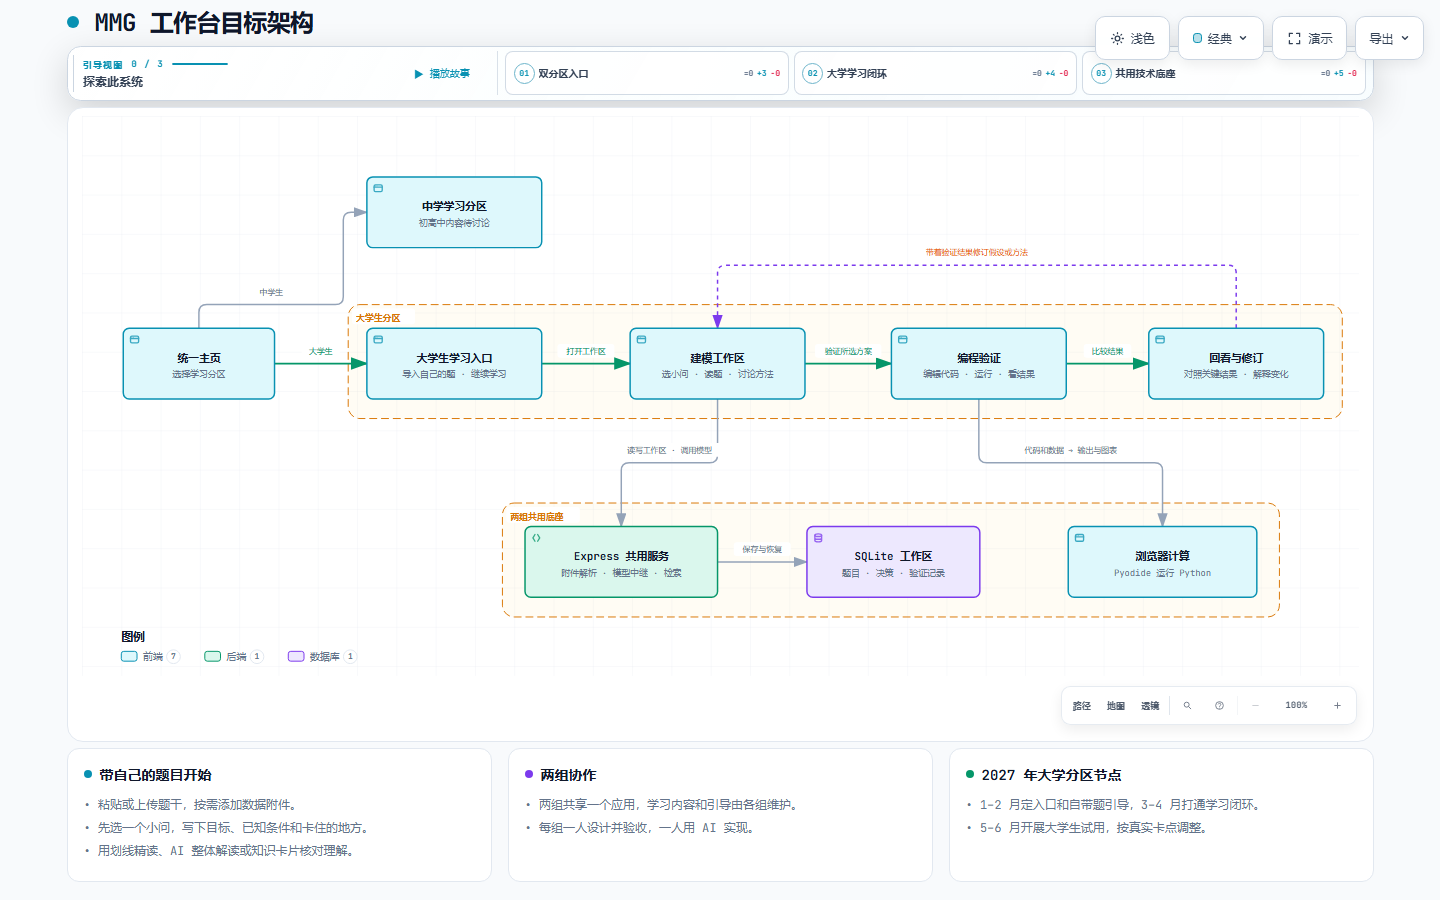 MMG 工作台目标架构
浅色
经典
演示
导出
引导视图 0 / 3
探索此系统
播放故事
01 双分区入口 =0 +3 -0
02 大学学习闭环 =0 +4 -0
03 共用技术底座 =0 +5 -0
中学学习分区
初高中内容待讨论
带着验证结果修订假设或方法
中学生
大学生分区
统一主页
选择学习分区
大学生
大学生学习入口
导入自己的题 · 继续学习
打开工作区
建模工作区
选小问 · 读题 · 讨论方法
验证所选方案
编程验证
编辑代码 · 运行 · 看结果
比较结果
回看与修订
对照关键结果 · 解释变化
读写工作区 · 调用模型
代码和数据 → 输出与图表
两组共用底座
Express 共用服务
附件解析 · 模型中继 · 检索
保存与恢复
SQLite 工作区
题目 · 决策 · 验证记录
浏览器计算
Pyodide 运行 Python
图例
前端 7
后端 1
数据库 1
路径
地图
透镜
100%
带自己的题目开始
• 粘贴或上传题干，按需添加数据附件。
• 先选一个小问，写下目标、已知条件和卡住的地方。
• 用划线精读、AI 整体解读或知识卡片核对理解。
两组协作
• 两组共享一个应用，学习内容和引导由各组维护。
• 每组一人设计并验收，一人用 AI 实现。
2027 年大学分区节点
• 1–2 月定入口和自带题引导，3–4 月打通学习闭环。
• 5–6 月开展大学生试用，按真实卡点调整。